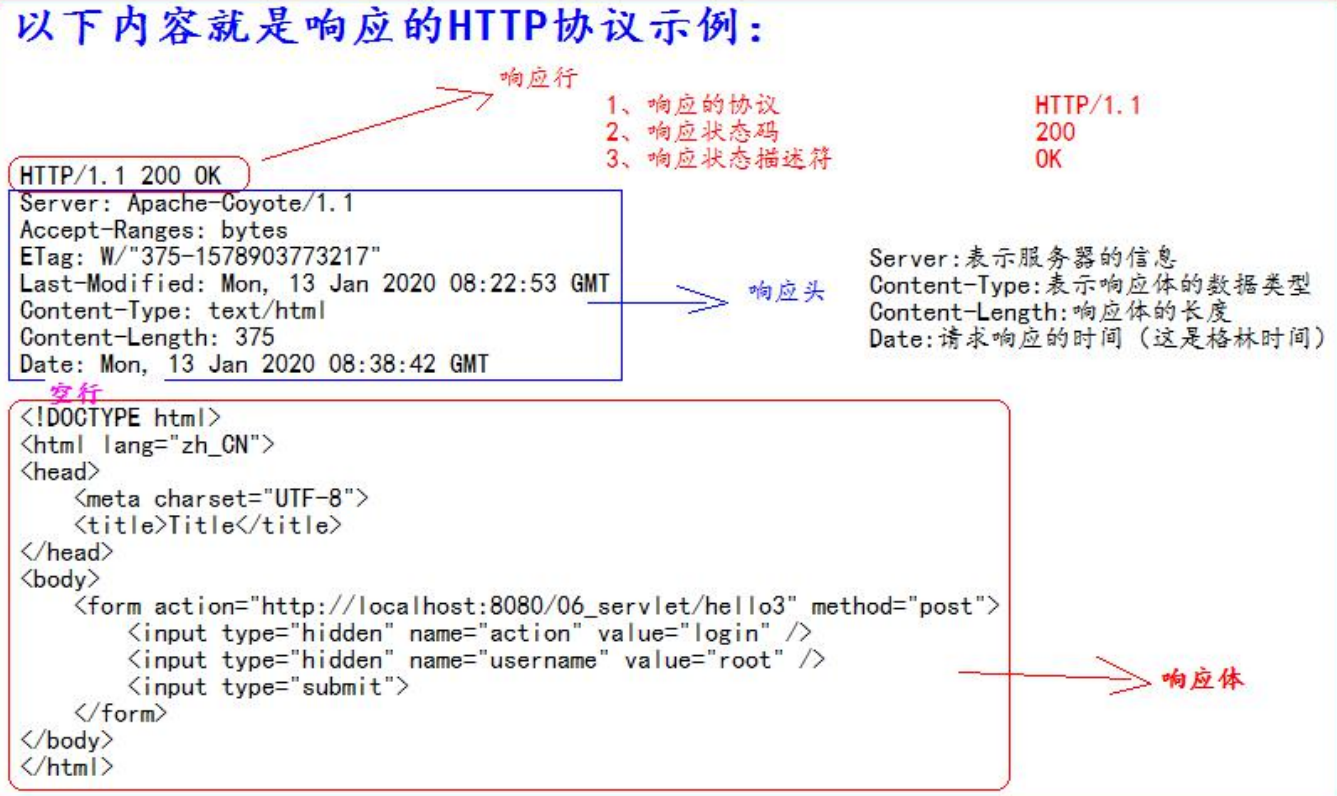 以下内容就是响应的HTTP协议示例：
响应行
1、响应的协议 HTTP/1.1
2、响应状态码 200
3、响应状态描述符 OK
HTTP/1.1 200 OK
Server: Apache-Coyote/1.1
Accept-Ranges: bytes
ETag: W/"375-1578903773217"
Last-Modified: Mon, 13 Jan 2020 08:22:53 GMT
Content-Type: text/html
Content-Length: 375
Date: Mon, 13 Jan 2020 08:38:42 GMT
响应头
Server:表示服务器的信息
Content-Type:表示响应体的数据类型
Content-Length:响应体的长度
Date:请求响应的时间（这是格林时间）
空行
<!DOCTYPE html>
<html lang="zh_CN">
<head>
    <meta charset="UTF-8">
    <title>Title</title>
</head>
<body>
    <form action="http://localhost:8080/06_servlet/hello3" method="post">
        <input type="hidden" name="action" value="login" />
        <input type="hidden" name="username" value="root" />
        <input type="submit">
    </form>
</body>
</html>
响应体